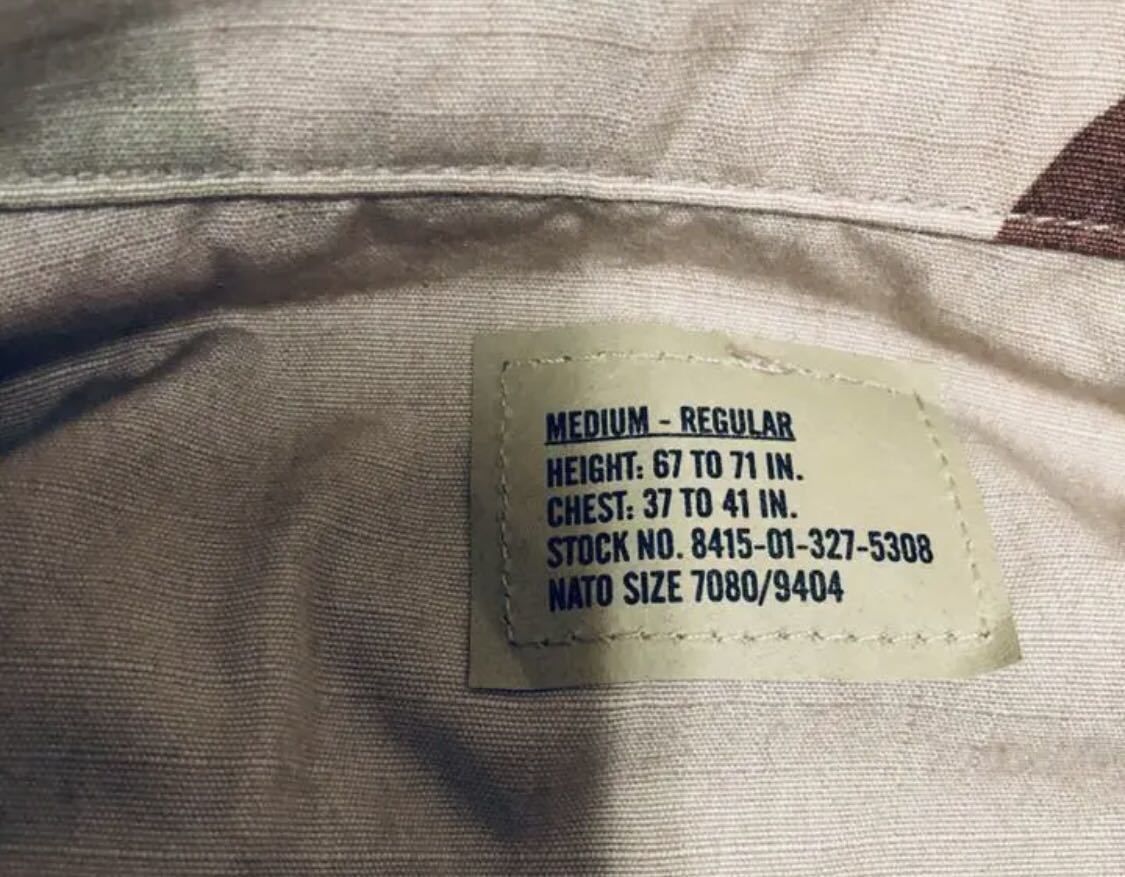 MEDIUM - REGULAR
HEIGHT: 67 TO 71 IN.
CHEST: 37 TO 41 IN.
STOCK NO. 8415-01-327-5308
NATO SIZE 7080/9404